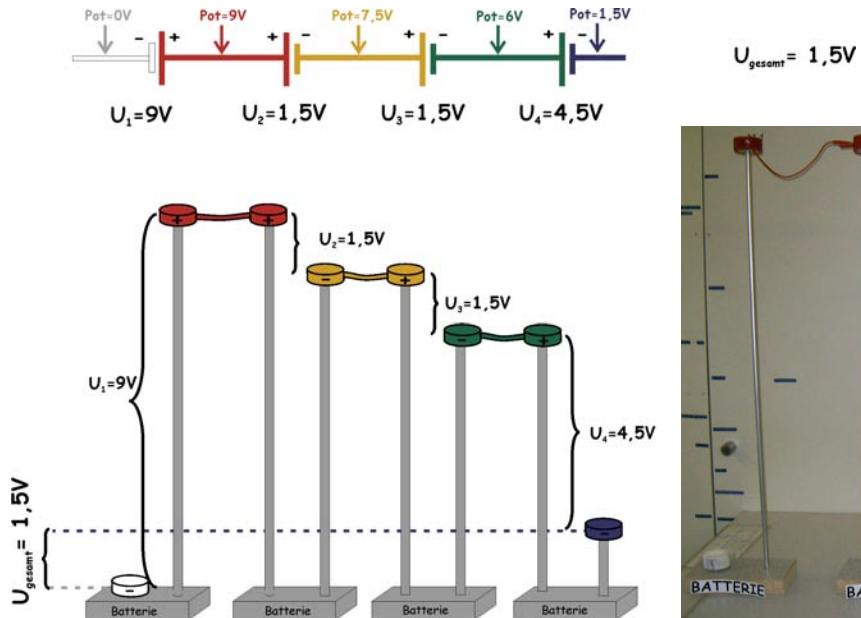 Pot=0V Pot=9V Pot=7,5V Pot=6V Pot=1,5V
- + + - + - + -
U₁=9V U₂=1,5V U₃=1,5V U₄=4,5V
U_gesamt = 1,5V
+ +
U₂=1,5V
- +
U₃=1,5V
- +
U₁=9V
U₄=4,5V
U_gesamt = 1,5V
-
-
Batterie Batterie Batterie Batterie
BATTERIE